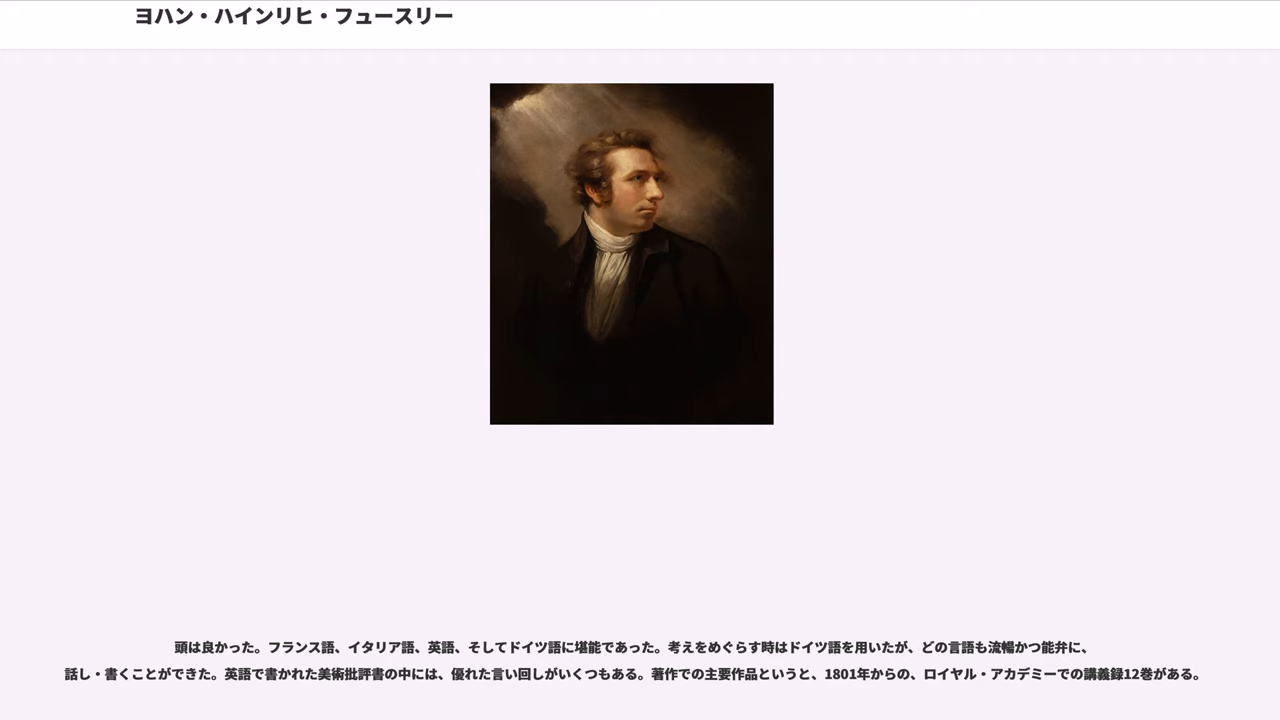 ヨハン・ハインリヒ・フュースリー
頭は良かった。フランス語、イタリア語、英語、そしてドイツ語に堪能であった。考えをめぐらす時はドイツ語を用いたが、どの言語も流暢かつ能弁に、
話し・書くことができた。英語で書かれた美術批評書の中には、優れた言い回しがいくつもある。著作での主要作品というと、1801年からの、ロイヤル・アカデミーでの講義録12巻がある。